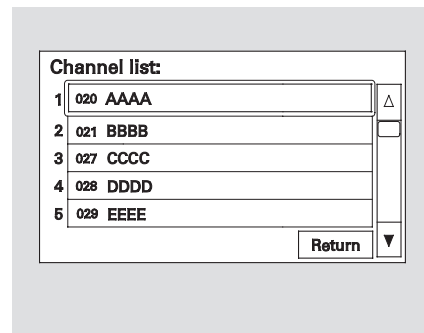 Channel list:
1 020 AAAA
2 021 BBBB
3 027 CCCC
4 028 DDDD
5 029 EEEE
Return